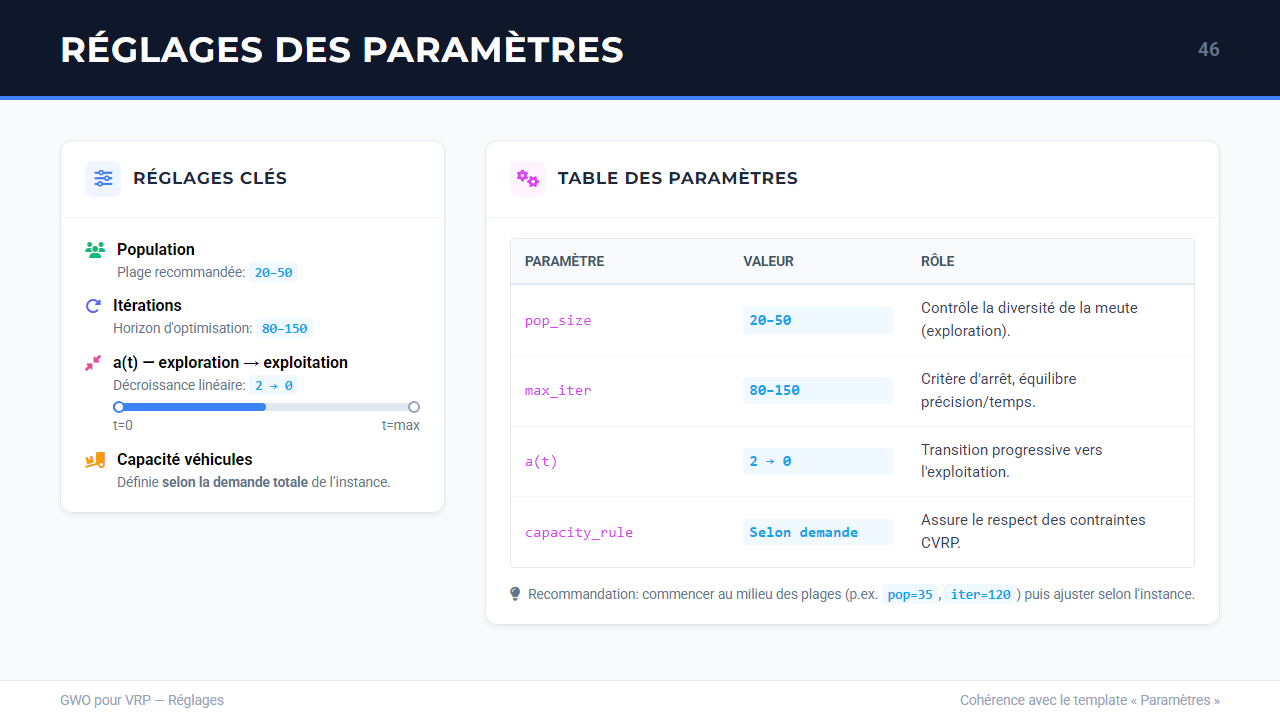 RÉGLAGES DES PARAMÈTRES
46
RÉGLAGES CLÉS
Population
Plage recommandée: 20–50
Itérations
Horizon d'optimisation: 80–150
a(t) — exploration → exploitation
Décroissance linéaire: 2 → 0
t=0 t=max
Capacité véhicules
Définie selon la demande totale de l’instance.
TABLE DES PARAMÈTRES
PARAMÈTRE VALEUR RÔLE
pop_size 20–50 Contrôle la diversité de la meute
(exploration).
max_iter 80–150 Critère d'arrêt, équilibre
précision/temps.
a(t) 2 → 0 Transition progressive vers
l'exploitation.
capacity_rule Selon demande Assure le respect des contraintes
CVRP.
Recommandation: commencer au milieu des plages (p.ex. pop=35 , iter=120 ) puis ajuster selon l'instance.
GWO pour VRP — Réglages
Cohérence avec le template « Paramètres »